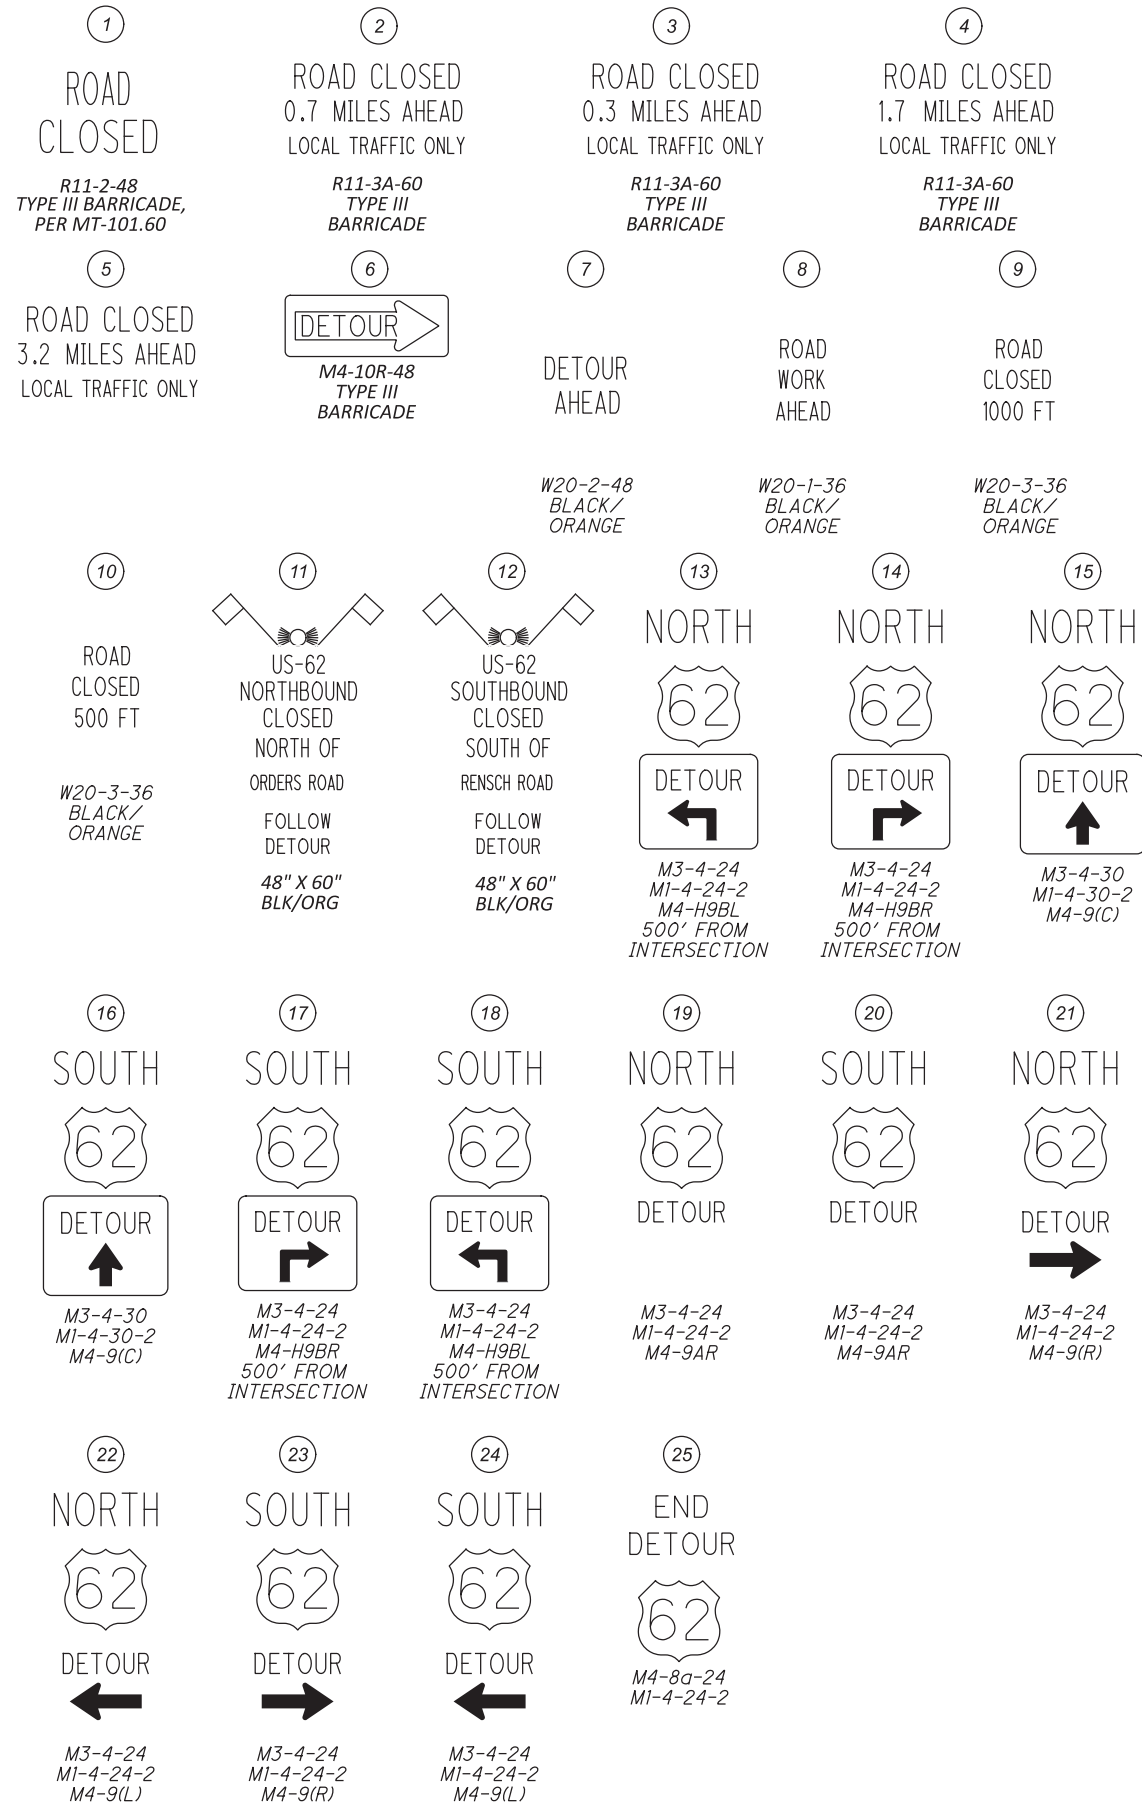 1
ROAD
CLOSED
R11-2-48
TYPE III BARRICADE,
PER MT-101.60
2
ROAD CLOSED
0.7 MILES AHEAD
LOCAL TRAFFIC ONLY
R11-3A-60
TYPE III
BARRICADE
3
ROAD CLOSED
0.3 MILES AHEAD
LOCAL TRAFFIC ONLY
R11-3A-60
TYPE III
BARRICADE
4
ROAD CLOSED
1.7 MILES AHEAD
LOCAL TRAFFIC ONLY
R11-3A-60
TYPE III
BARRICADE
5
ROAD CLOSED
3.2 MILES AHEAD
LOCAL TRAFFIC ONLY
6
DETOUR
M4-10R-48
TYPE III
BARRICADE
7
DETOUR
AHEAD
W20-2-48
BLACK/
ORANGE
8
ROAD
WORK
AHEAD
W20-1-36
BLACK/
ORANGE
9
ROAD
CLOSED
1000 FT
W20-3-36
BLACK/
ORANGE
10
ROAD
CLOSED
500 FT
W20-3-36
BLACK/
ORANGE
11
US-62
NORTHBOUND
CLOSED
NORTH OF
ORDERS ROAD
FOLLOW
DETOUR
48" X 60"
BLK/ORG
12
US-62
SOUTHBOUND
CLOSED
SOUTH OF
RENSCH ROAD
FOLLOW
DETOUR
48" X 60"
BLK/ORG
13
NORTH
62
DETOUR
M3-4-24
M1-4-24-2
M4-H9BL
500' FROM
INTERSECTION
14
NORTH
62
DETOUR
M3-4-24
M1-4-24-2
M4-H9BR
500' FROM
INTERSECTION
15
NORTH
62
DETOUR
M3-4-30
M1-4-30-2
M4-9(C)
16
SOUTH
62
DETOUR
M3-4-30
M1-4-30-2
M4-9(C)
17
SOUTH
62
DETOUR
M3-4-24
M1-4-24-2
M4-H9BR
500' FROM
INTERSECTION
18
SOUTH
62
DETOUR
M3-4-24
M1-4-24-2
M4-H9BL
500' FROM
INTERSECTION
19
NORTH
62
DETOUR
M3-4-24
M1-4-24-2
M4-9AR
20
SOUTH
62
DETOUR
M3-4-24
M1-4-24-2
M4-9AR
21
NORTH
62
DETOUR
M3-4-24
M1-4-24-2
M4-9(R)
22
NORTH
62
DETOUR
M3-4-24
M1-4-24-2
M4-9(L)
23
SOUTH
62
DETOUR
M3-4-24
M1-4-24-2
M4-9(R)
24
SOUTH
62
DETOUR
M3-4-24
M1-4-24-2
M4-9(L)
25
END
DETOUR
62
M4-8a-24
M1-4-24-2